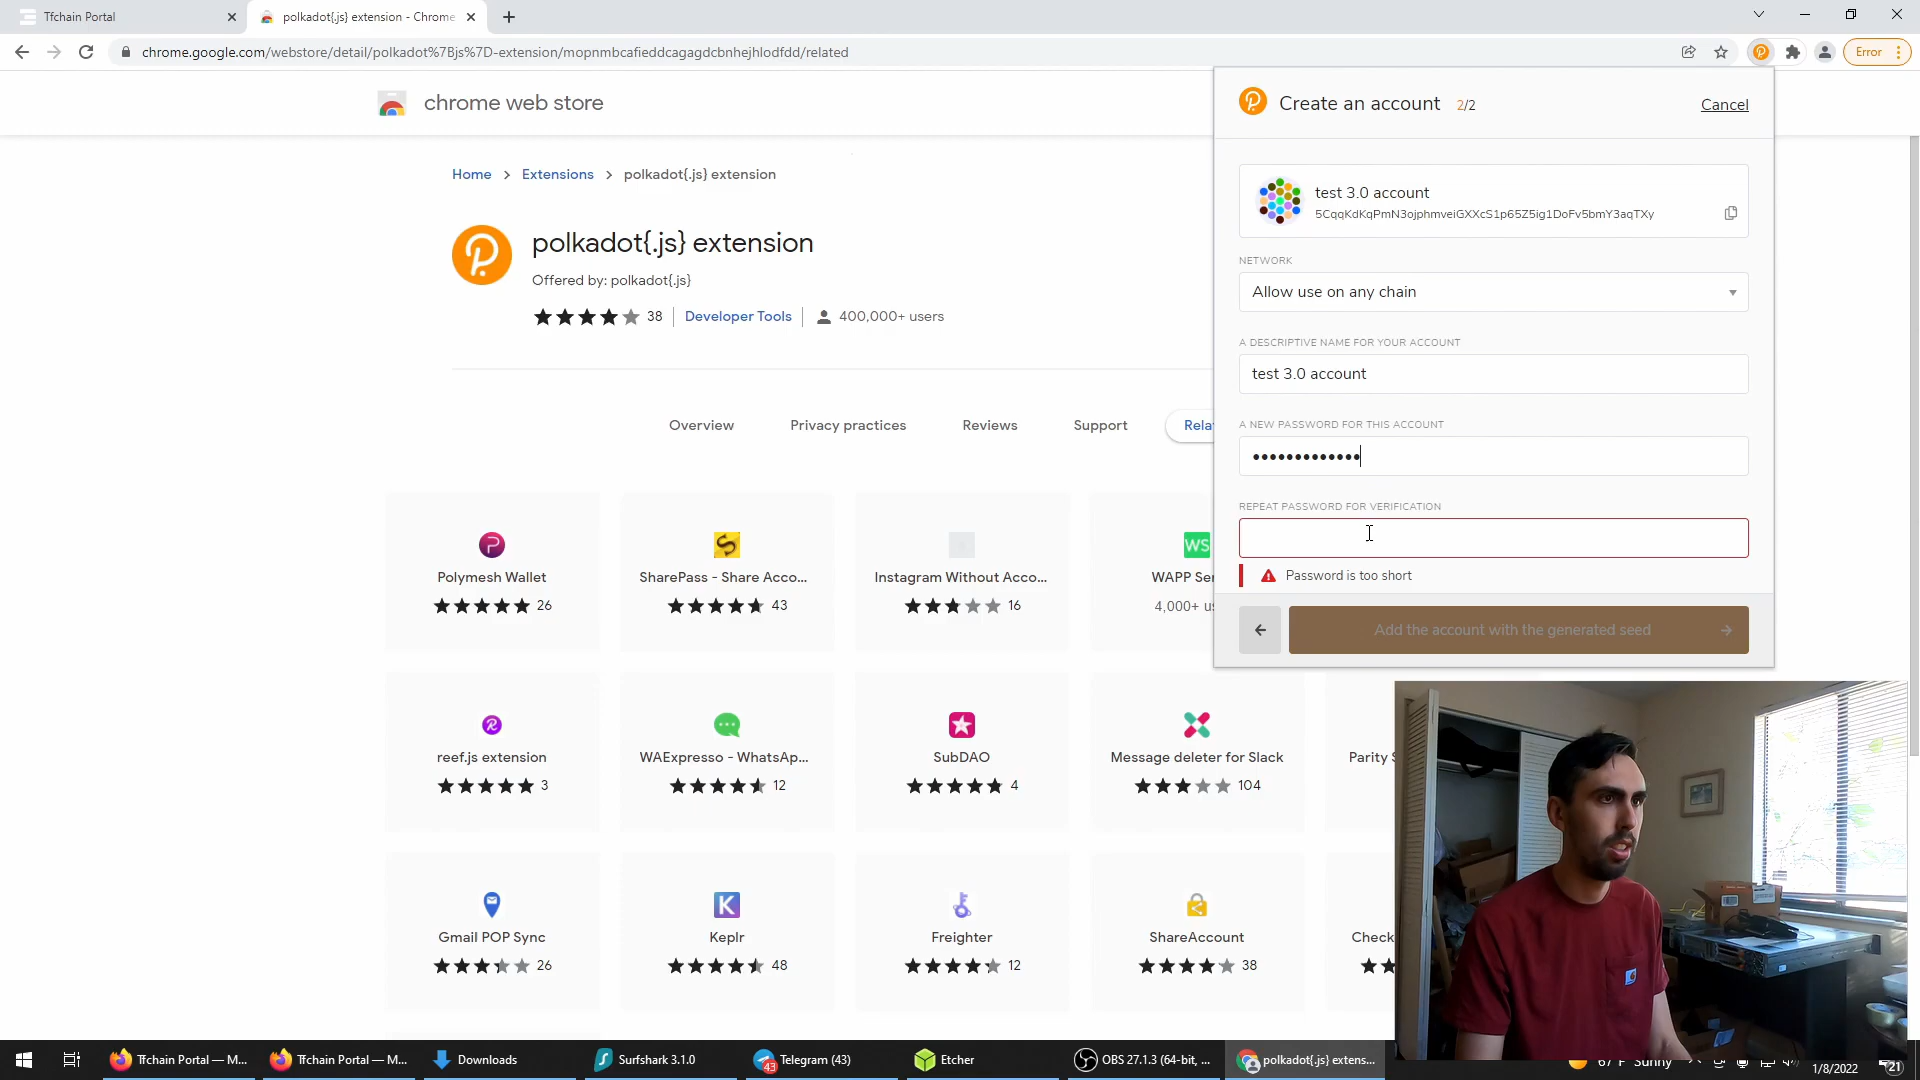 Tfchain Portal
polkadot{.js} extension - Chrome
chrome.google.com/webstore/detail/polkadot%7Bjs%7D-extension/mopnmbcafieddcagagdcbnhejhlodfdd/related
Error
chrome web store
Home > Extensions > polkadot{.js} extension
polkadot{.js} extension
Offered by: polkadot{.js}
38
Developer Tools
400,000+ users
Overview
Privacy practices
Reviews
Support
Rela
Polymesh Wallet
26
SharePass - Share Acco...
43
Instagram Without Acco...
16
WS
WAPP Se
4,000+ us
reef.js extension
3
WAExpresso - WhatsAp...
12
SubDAO
4
Message deleter for Slack
104
Parity S
Gmail POP Sync
26
Keplr
48
Freighter
12
ShareAccount
38
Check
Create an account 2/2
Cancel
test 3.0 account
5CqqKdKqPmN3ojphmveiGXXcS1p65Z5ig1DoFv5bmY3aqTXy
NETWORK
Allow use on any chain
A DESCRIPTIVE NAME FOR YOUR ACCOUNT
test 3.0 account
A NEW PASSWORD FOR THIS ACCOUNT
•••••••••••••
REPEAT PASSWORD FOR VERIFICATION
Password is too short
Add the account with the generated seed
Tfchain Portal — M...
Tfchain Portal — M...
Downloads
Surfshark 3.1.0
43
Telegram (43)
Etcher
OBS 27.1.3 (64-bit, ...
polkadot{.js} extens...
67°F Sunny
1/8/2022
21